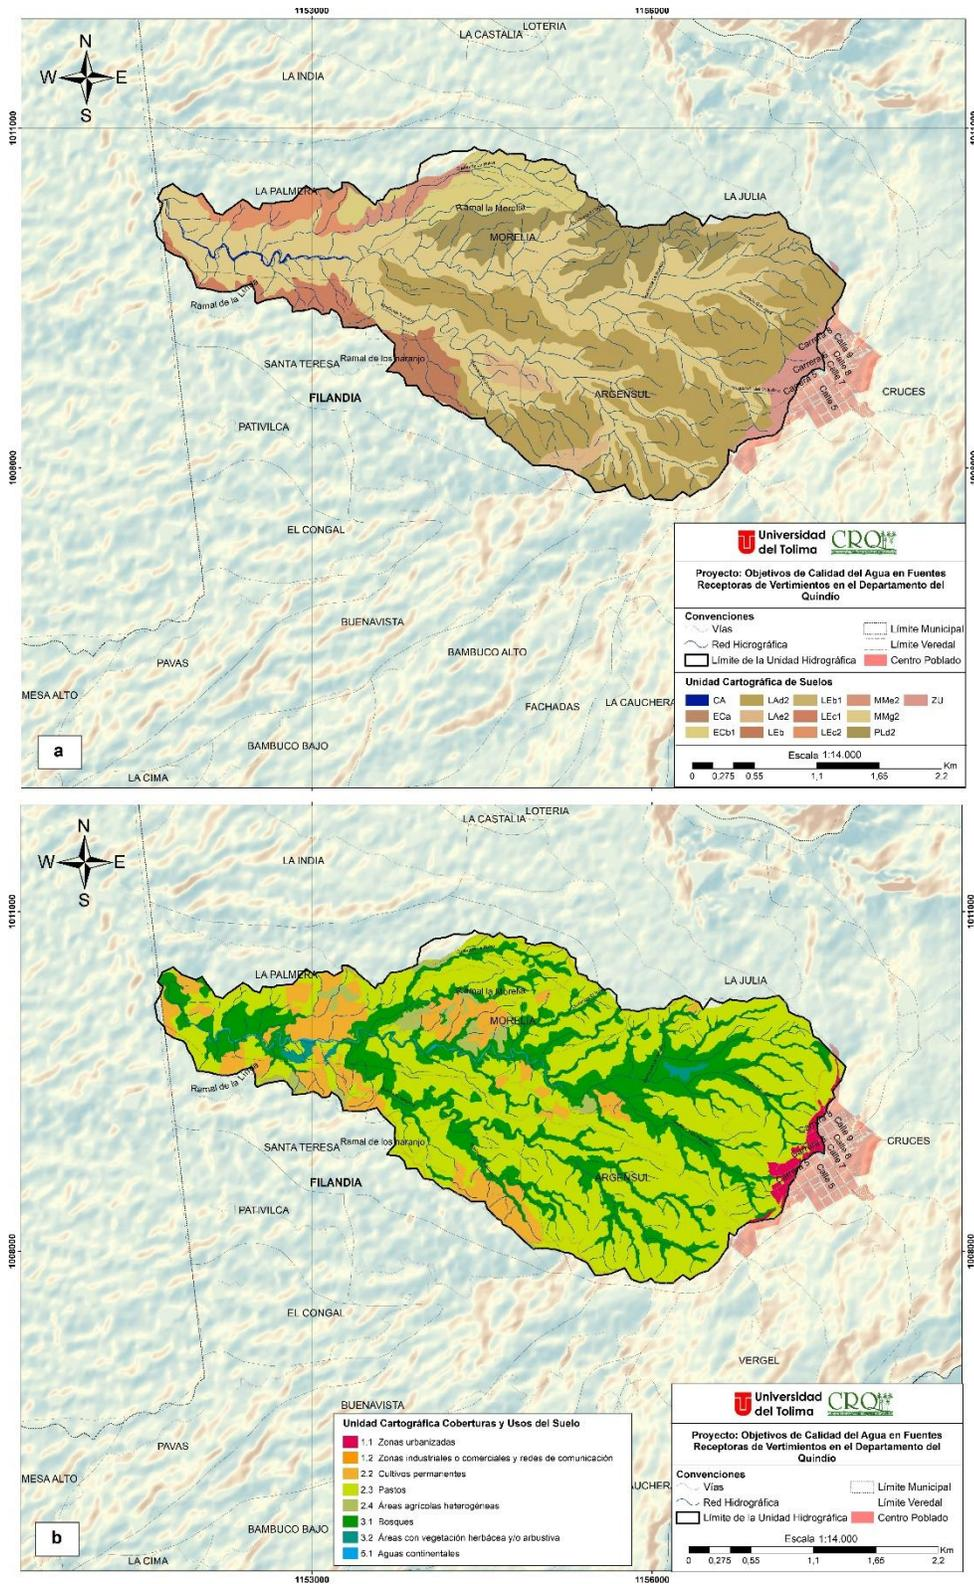 1153000
1156000
LOTERIA
LA CASTALIA
N
W E
S
LA INDIA
1011000
LA PALMERA
LA JULIA
Ramal la Morelia
MORELIA
Ramal de la
SANTA TERESA
Ramal de los naranjo
Calle 9
Calle 8
Calle 7
Carrera 5
Calle 5
CRUCES
ARGENSUL
FILANDIA
PATIVILCA
1008000
EL CONGAL
BUENAVISTA
BAMBUCO ALTO
PAVAS
MESA ALTO
FACHADAS
LA CAUCHERA
BAMBUCO BAJO
LA CIMA
a
Universidad
del Tolima
CRQ
Proyecto: Objetivos de Calidad del Agua en Fuentes
Receptoras de Vertimientos en el Departamento del
Quindío
Convenciones
Vías
Límite Municipal
Red Hidrográfica
Límite Veredal
Límite de la Unidad Hidrográfica
Centro Poblado
Unidad Cartográfica de Suelos
CA LAd2 LEb1 MMe2 ZU
ECa LAe2 LEc1 MMg2
ECb1 LEb LEc2 PLd2
Escala 1:14.000
Km
0 0,275 0,55 1,1 1,65 2.2
LOTERIA
LA CASTALIA
N
W E
S
LA INDIA
1011000
1011000
LA PALMERA
LA JULIA
Ramal la Morelia
MORELIA
Ramal de la
SANTA TERESA
Ramal de los naranjo
Calle 9
Calle 8
Calle 7
Carrera 5
Calle 5
CRUCES
ARGENSUL
FILANDIA
PATIVILCA
1008000
1008000
EL CONGAL
VERGEL
BUENAVISTA
PAVAS
MESA ALTO
BAMBUCO BAJO
LA CIMA
b
Unidad Cartográfica Coberturas y Usos del Suelo
1.1 Zonas urbanizadas
1.2 Zonas industriales o comerciales y redes de comunicación
2.2 Cultivos permanentes
2.3 Pastos
2.4 Áreas agrícolas heterogéneas
3.1 Bosques
3.2 Áreas con vegetación herbácea y/o arbustiva
5.1 Aguas continentales
Universidad
del Tolima
CRQ
Proyecto: Objetivos de Calidad del Agua en Fuentes
Receptoras de Vertimientos en el Departamento del
Quindío
Convenciones
Vías
Límite Municipal
Red Hidrográfica
Límite Veredal
Límite de la Unidad Hidrográfica
Centro Poblado
Escala 1:14.000
Km
0 0,275 0,55 1,1 1,65 2.2
1153000
1156000